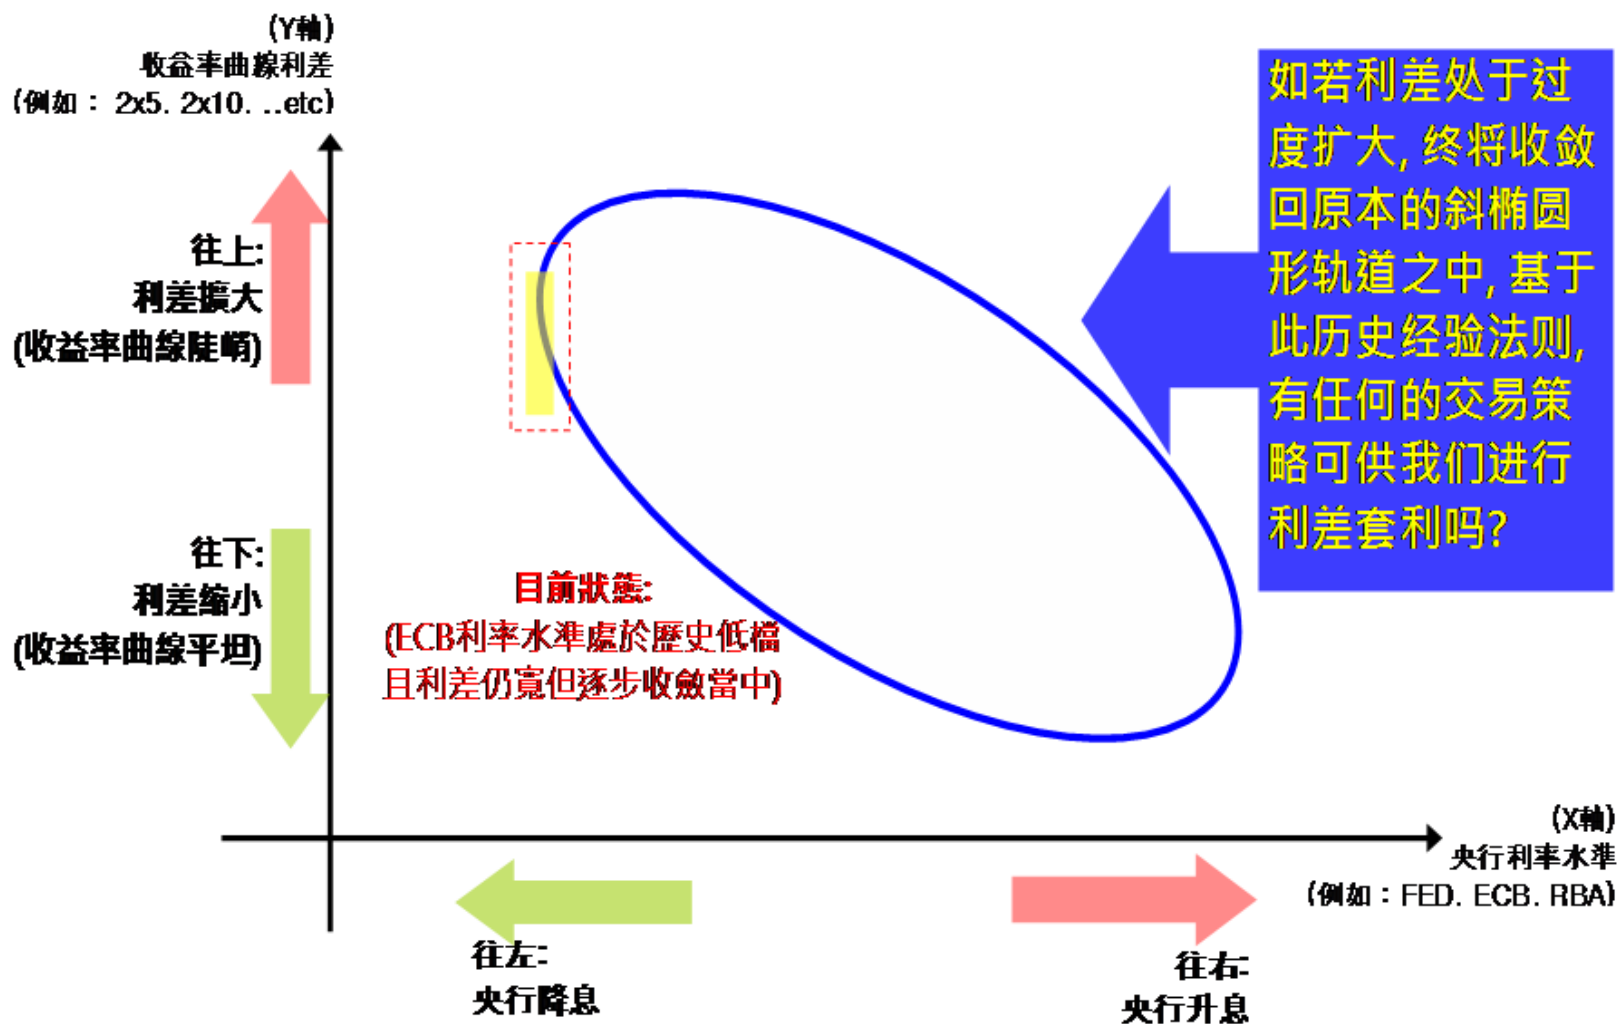 (Y軸)
收益率曲線利差
(例如： 2x5. 2x10. ..etc)
往上:
利差擴大
(收益率曲線陡峭)
往下:
利差縮小
(收益率曲線平坦)
目前狀態:
(ECB利率水準處於歷史低檔
且利差仍寬但逐步收斂當中)
如若利差处于过
度扩大, 终将收敛
回原本的斜椭圆
形轨道之中, 基于
此历史经验法则,
有任何的交易策
略可供我们进行
利差套利吗?
(X軸)
央行利率水準
(例如：FED. ECB. RBA)
往左:
央行降息
往右:
央行升息